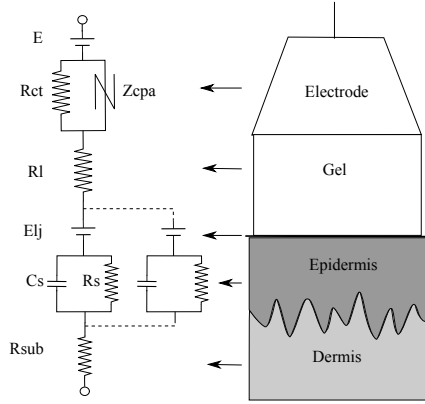 E
Rct
Zcpa
Electrode
Rl
Gel
Elj
Epidermis
Cs
Rs
Rsub
Dermis